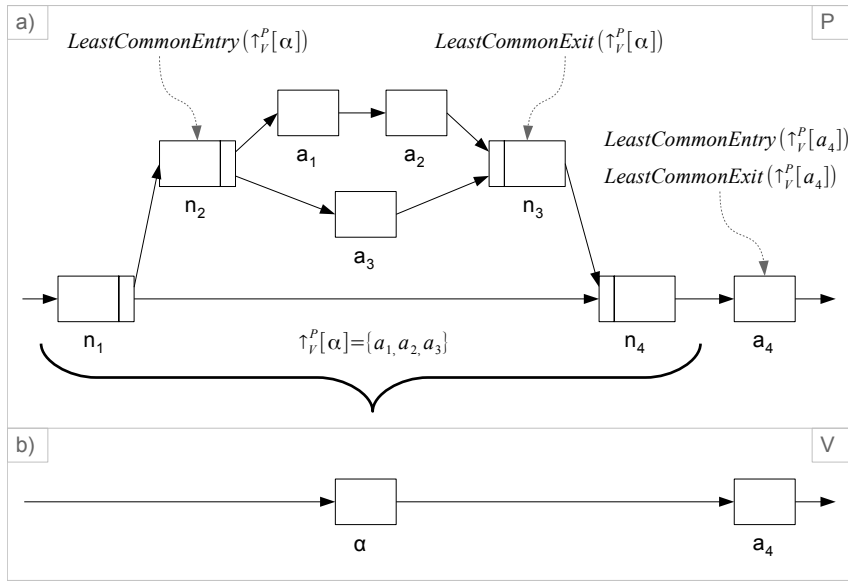 a)
P
LeastCommonEntry(↑ᵥᴾ[α])
LeastCommonExit(↑ᵥᴾ[α])
a₁
a₂
LeastCommonEntry(↑ᵥᴾ[a₄])
LeastCommonExit(↑ᵥᴾ[a₄])
n₂
n₃
a₃
n₁
↑ᵥᴾ[α]={a₁,a₂,a₃}
n₄
a₄
b)
V
α
a₄